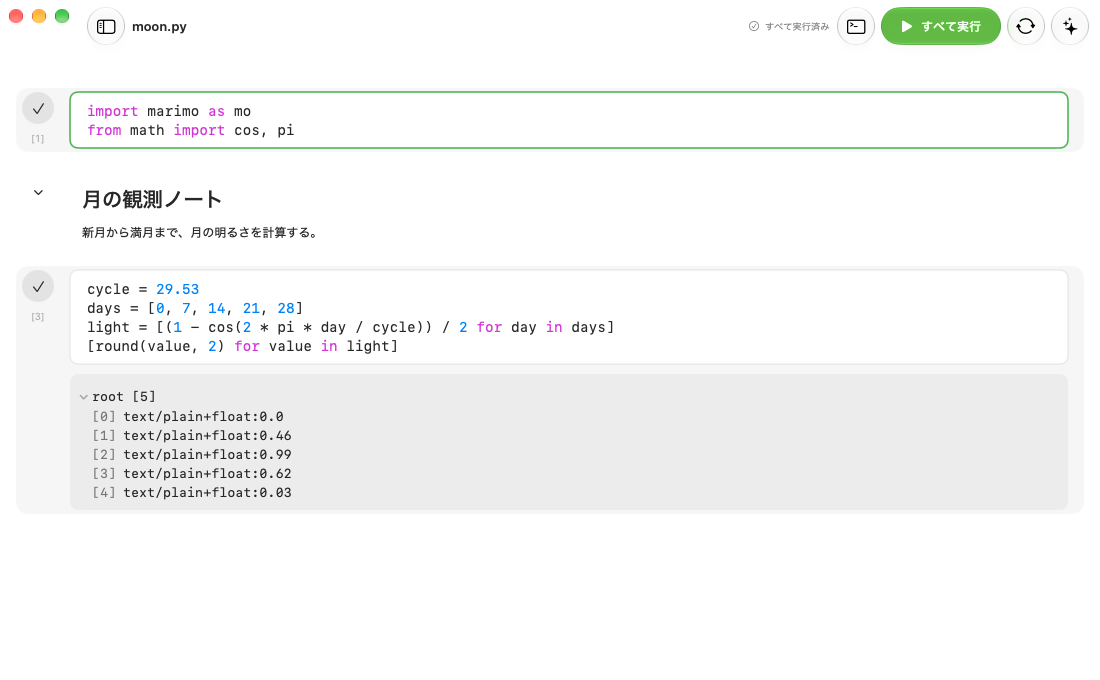 moon.py
すべて実行済み
すべて実行
[1]
import marimo as mo
from math import cos, pi
月の観測ノート
新月から満月まで、月の明るさを計算する。
[3]
cycle = 29.53
days = [0, 7, 14, 21, 28]
light = [(1 - cos(2 * pi * day / cycle)) / 2 for day in days]
[round(value, 2) for value in light]
root [5]
[0] text/plain+float:0.0
[1] text/plain+float:0.46
[2] text/plain+float:0.99
[3] text/plain+float:0.62
[4] text/plain+float:0.03